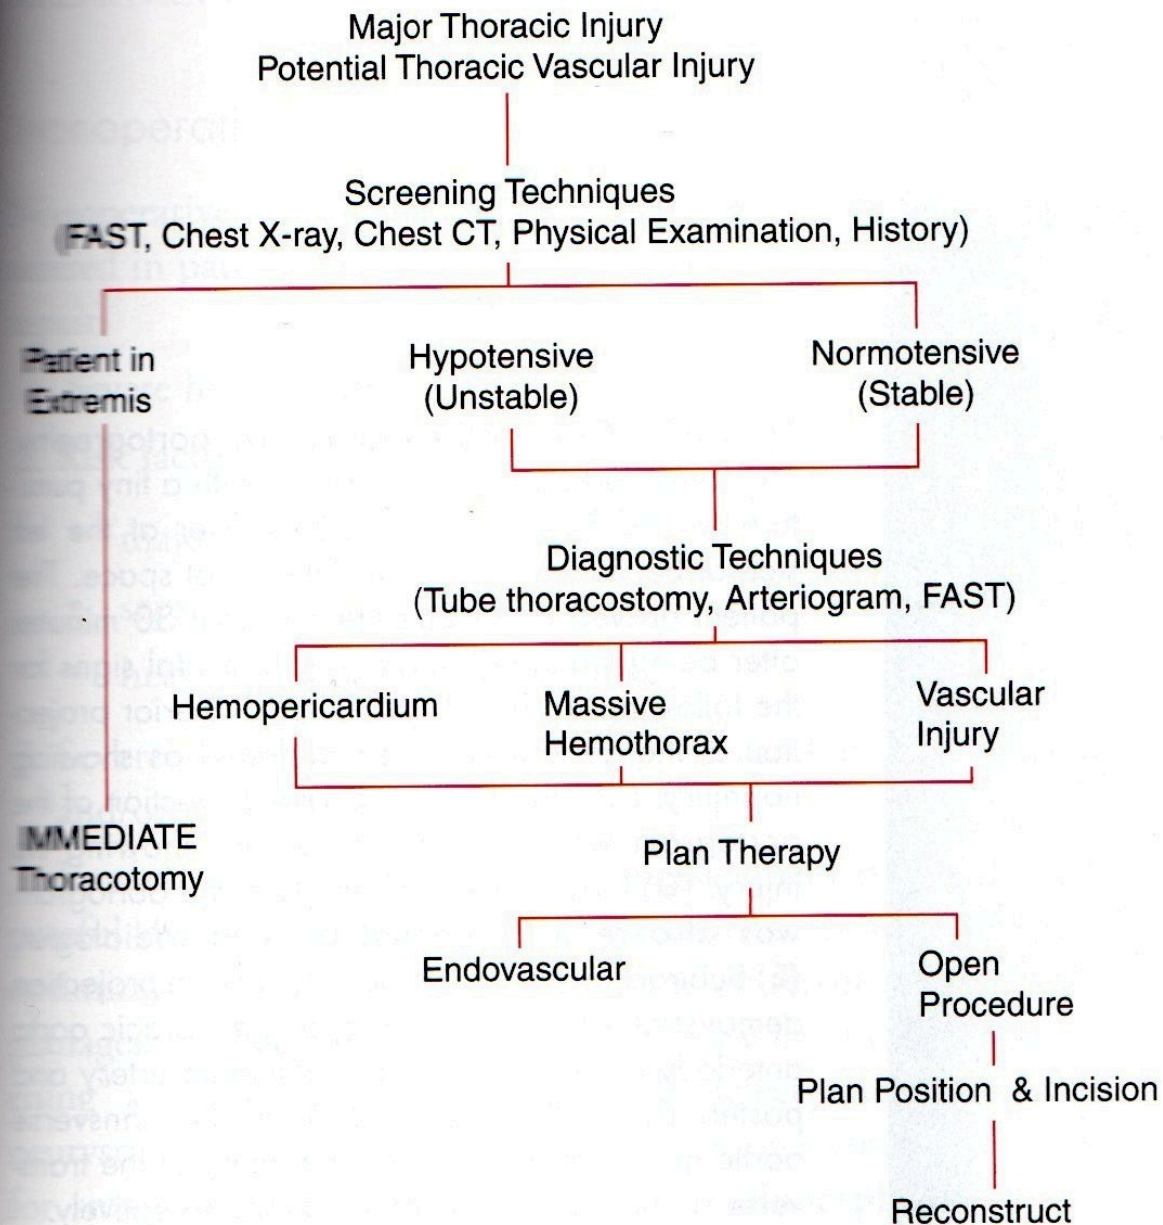 Major Thoracic Injury
Potential Thoracic Vascular Injury
Screening Techniques
(FAST, Chest X-ray, Chest CT, Physical Examination, History)
Patient in
Extremis
Hypotensive
(Unstable)
Normotensive
(Stable)
Diagnostic Techniques
(Tube thoracostomy, Arteriogram, FAST)
Hemopericardium
Massive
Hemothorax
Vascular
Injury
IMMEDIATE
Thoracotomy
Plan Therapy
Endovascular
Open
Procedure
Plan Position & Incision
Reconstruct